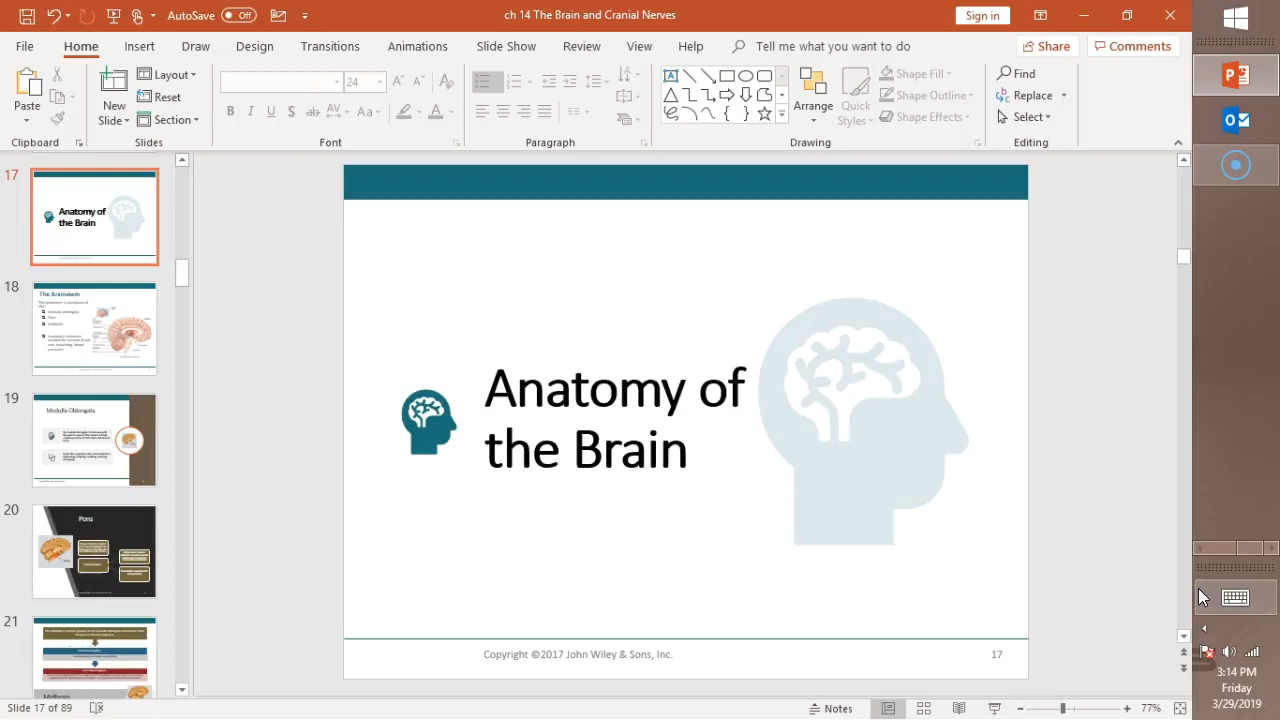 AutoSave Off
ch 14 The Brain and Cranial Nerves
Sign in
File Home Insert Draw Design Transitions Animations Slide Show Review View Help Tell me what you want to do Share Comments
Paste
New Slide
Layout
Reset
Section
24
Arrange
Quick Styles
Shape Fill
Shape Outline
Shape Effects
Find
Replace
Select
Clipboard Slides Font Paragraph Drawing Editing
17
Anatomy of
the Brain
18
The Brainstem
19
Medulla Oblongata
20
Pons
21
Midbrain
Anatomy of
the Brain
Copyright ©2017 John Wiley & Sons, Inc. 17
Slide 17 of 89
Notes
77%
3:14 PM
Friday
3/29/2019